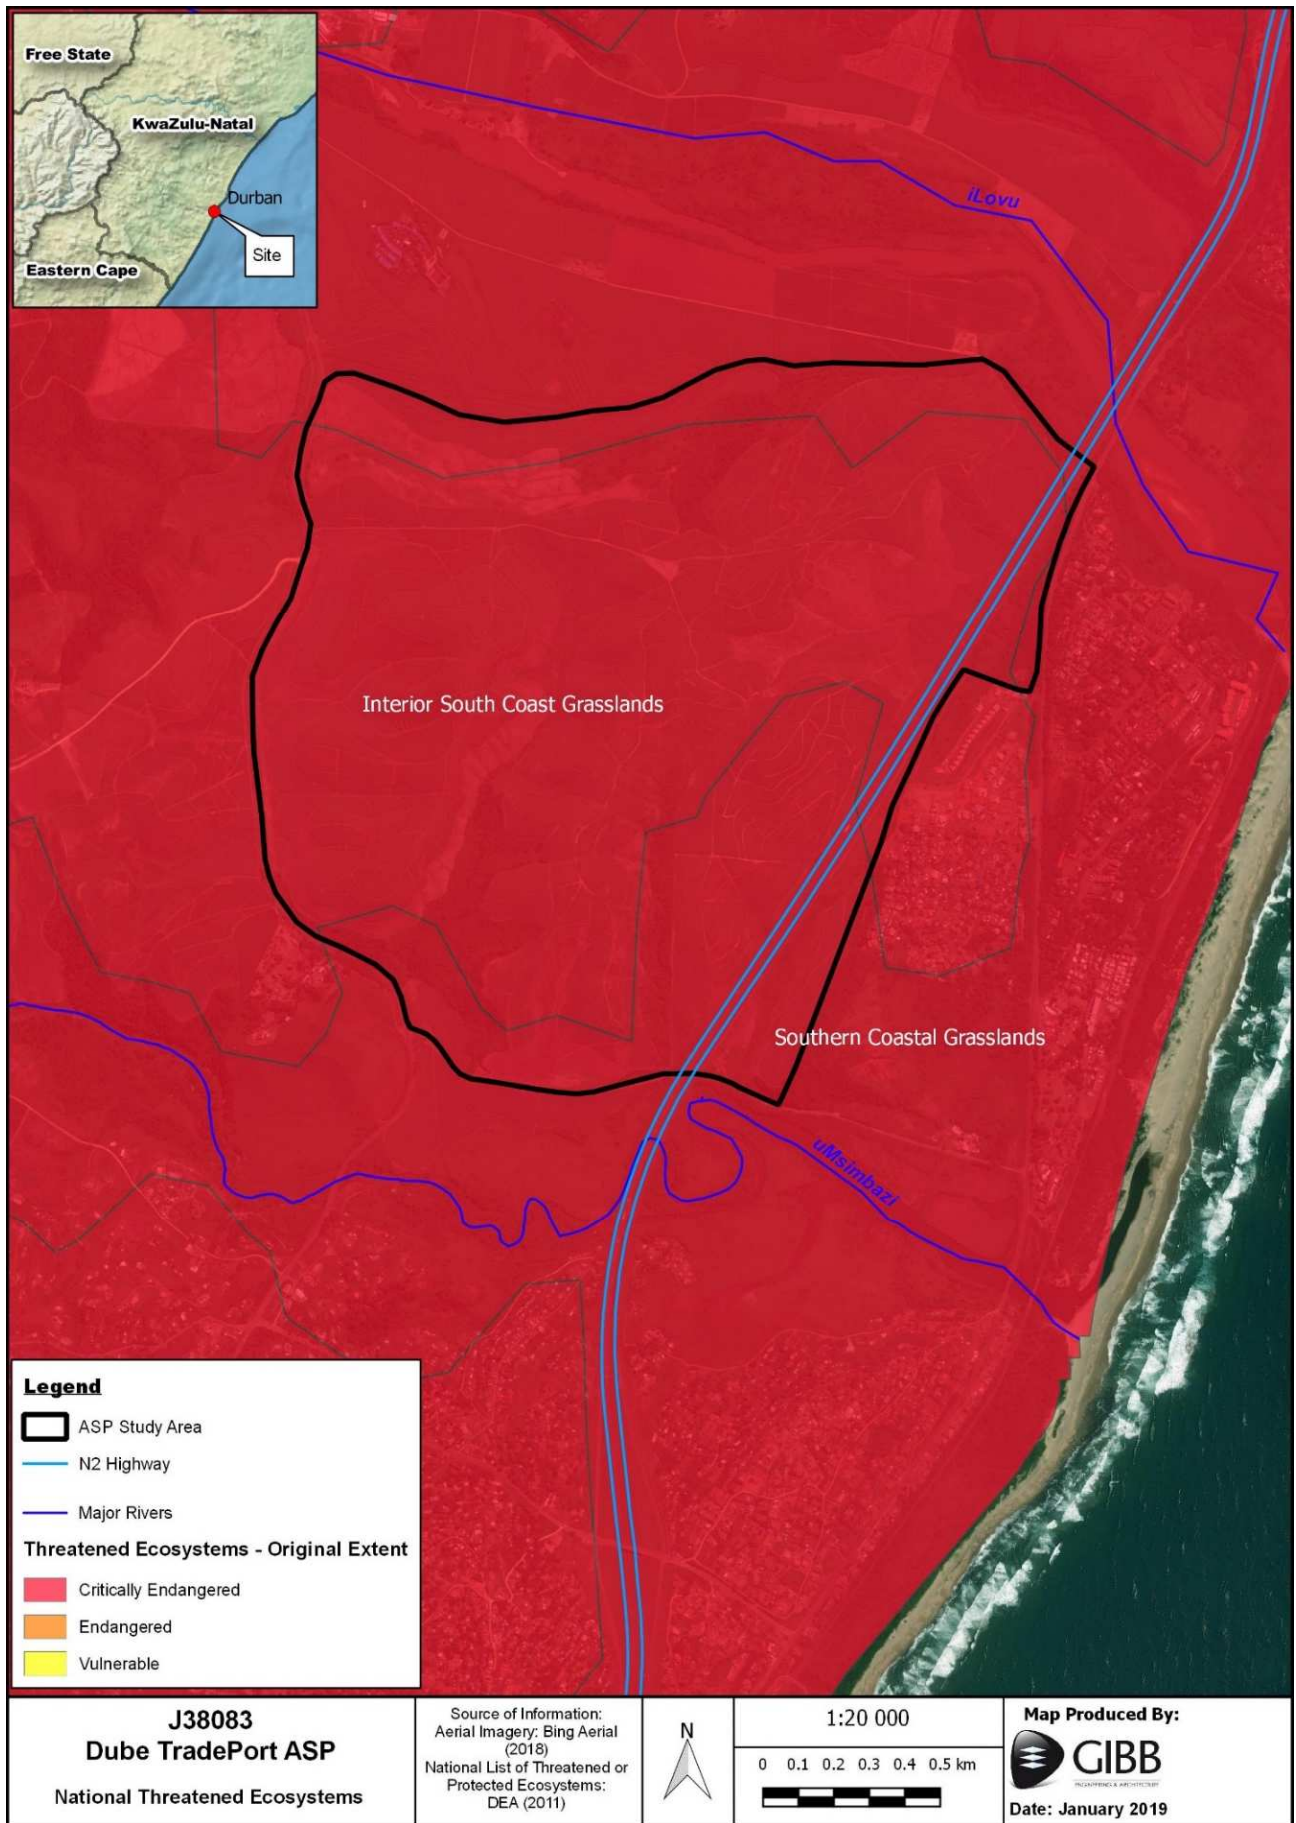 Free State
KwaZulu-Natal
Durban
Site
Eastern Cape
iLovu
Interior South Coast Grasslands
Southern Coastal Grasslands
uMsimbazi
Legend
ASP Study Area
N2 Highway
Major Rivers
Threatened Ecosystems - Original Extent
Critically Endangered
Endangered
Vulnerable
J38083
Dube TradePort ASP
National Threatened Ecosystems
Source of Information:
Aerial Imagery: Bing Aerial
(2018)
National List of Threatened or
Protected Ecosystems:
DEA (2011)
N
1:20 000
0 0.1 0.2 0.3 0.4 0.5 km
Map Produced By:
GIBB
ENGINEERING & ARCHITECTURE
Date: January 2019